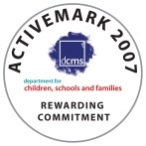 ACTIVEMARK 2007
dcms
department for
children, schools and families
REWARDING
COMMITMENT